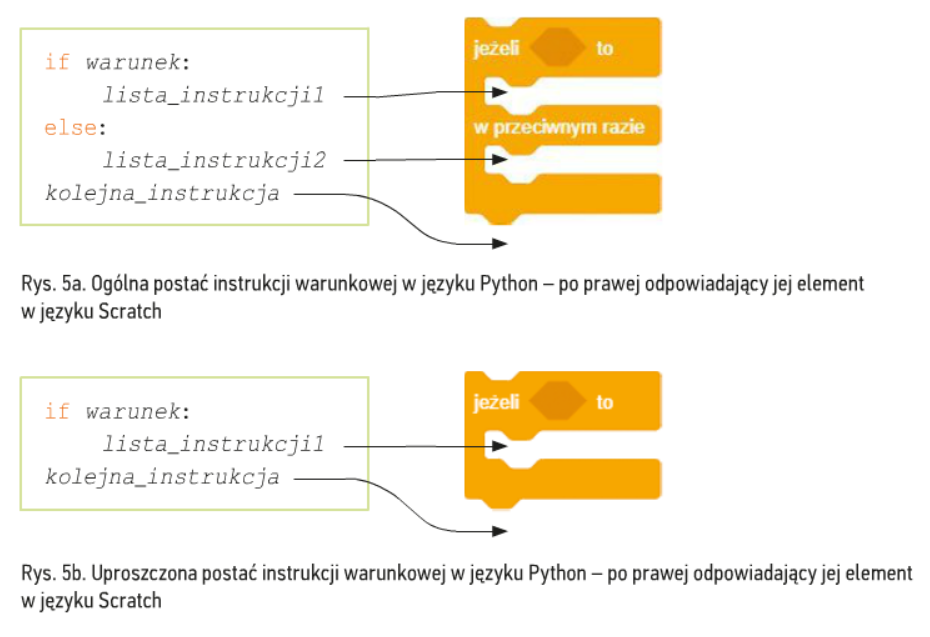 if warunek:
lista_instrukcji1
else:
lista_instrukcji2
kolejna_instrukcja
jeżeli to
w przeciwnym razie
Rys. 5a. Ogólna postać instrukcji warunkowej w języku Python – po prawej odpowiadający jej element
w języku Scratch
if warunek:
lista_instrukcji1
kolejna_instrukcja
jeżeli to
Rys. 5b. Uproszczona postać instrukcji warunkowej w języku Python – po prawej odpowiadający jej element
w języku Scratch